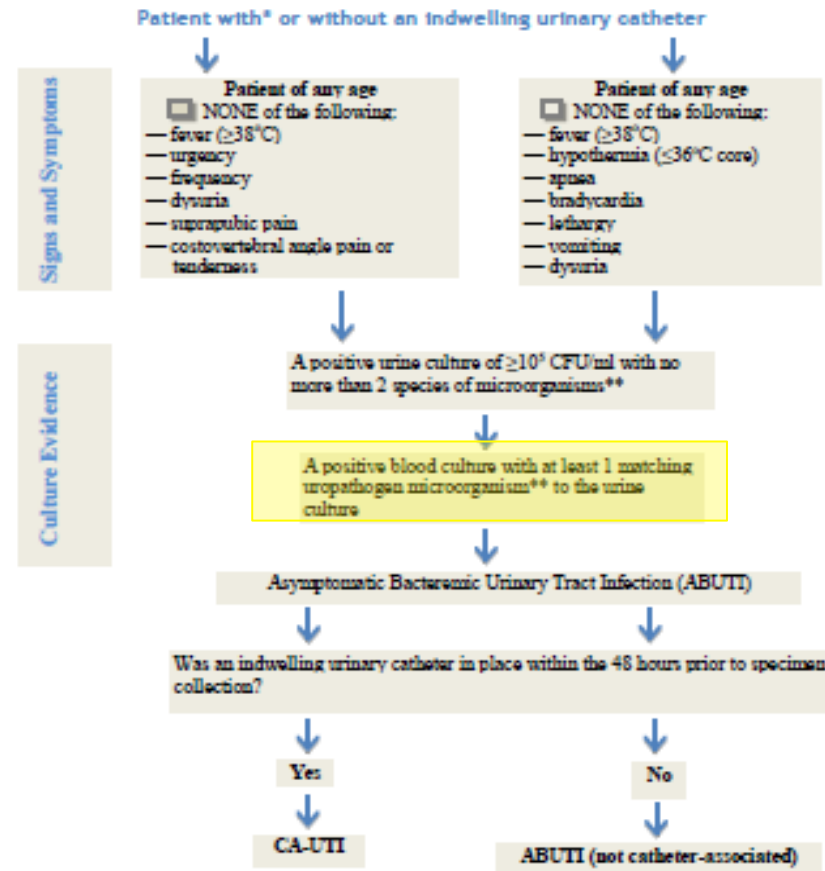 Patient with* or without an indwelling urinary catheter
Signs and Symptoms
Patient of any age
NONE of the following:
— fever (≥38°C)
— urgency
— frequency
— dysuria
— suprapubic pain
— costovertebral angle pain or
tenderness
Patient of any age
NONE of the following:
— fever (≥38°C)
— hypothermia (≤36°C core)
— apnea
— bradycardia
— lethargy
— vomiting
— dysuria
Culture Evidence
A positive urine culture of ≥10⁵ CFU/ml with no
more than 2 species of microorganisms**
A positive blood culture with at least 1 matching
uropathogen microorganism** to the urine
culture
Asymptomatic Bacteremic Urinary Tract Infection (ABUTI)
Was an indwelling urinary catheter in place within the 48 hours prior to specimen
collection?
Yes
No
CA-UTI
ABUTI (not catheter-associated)